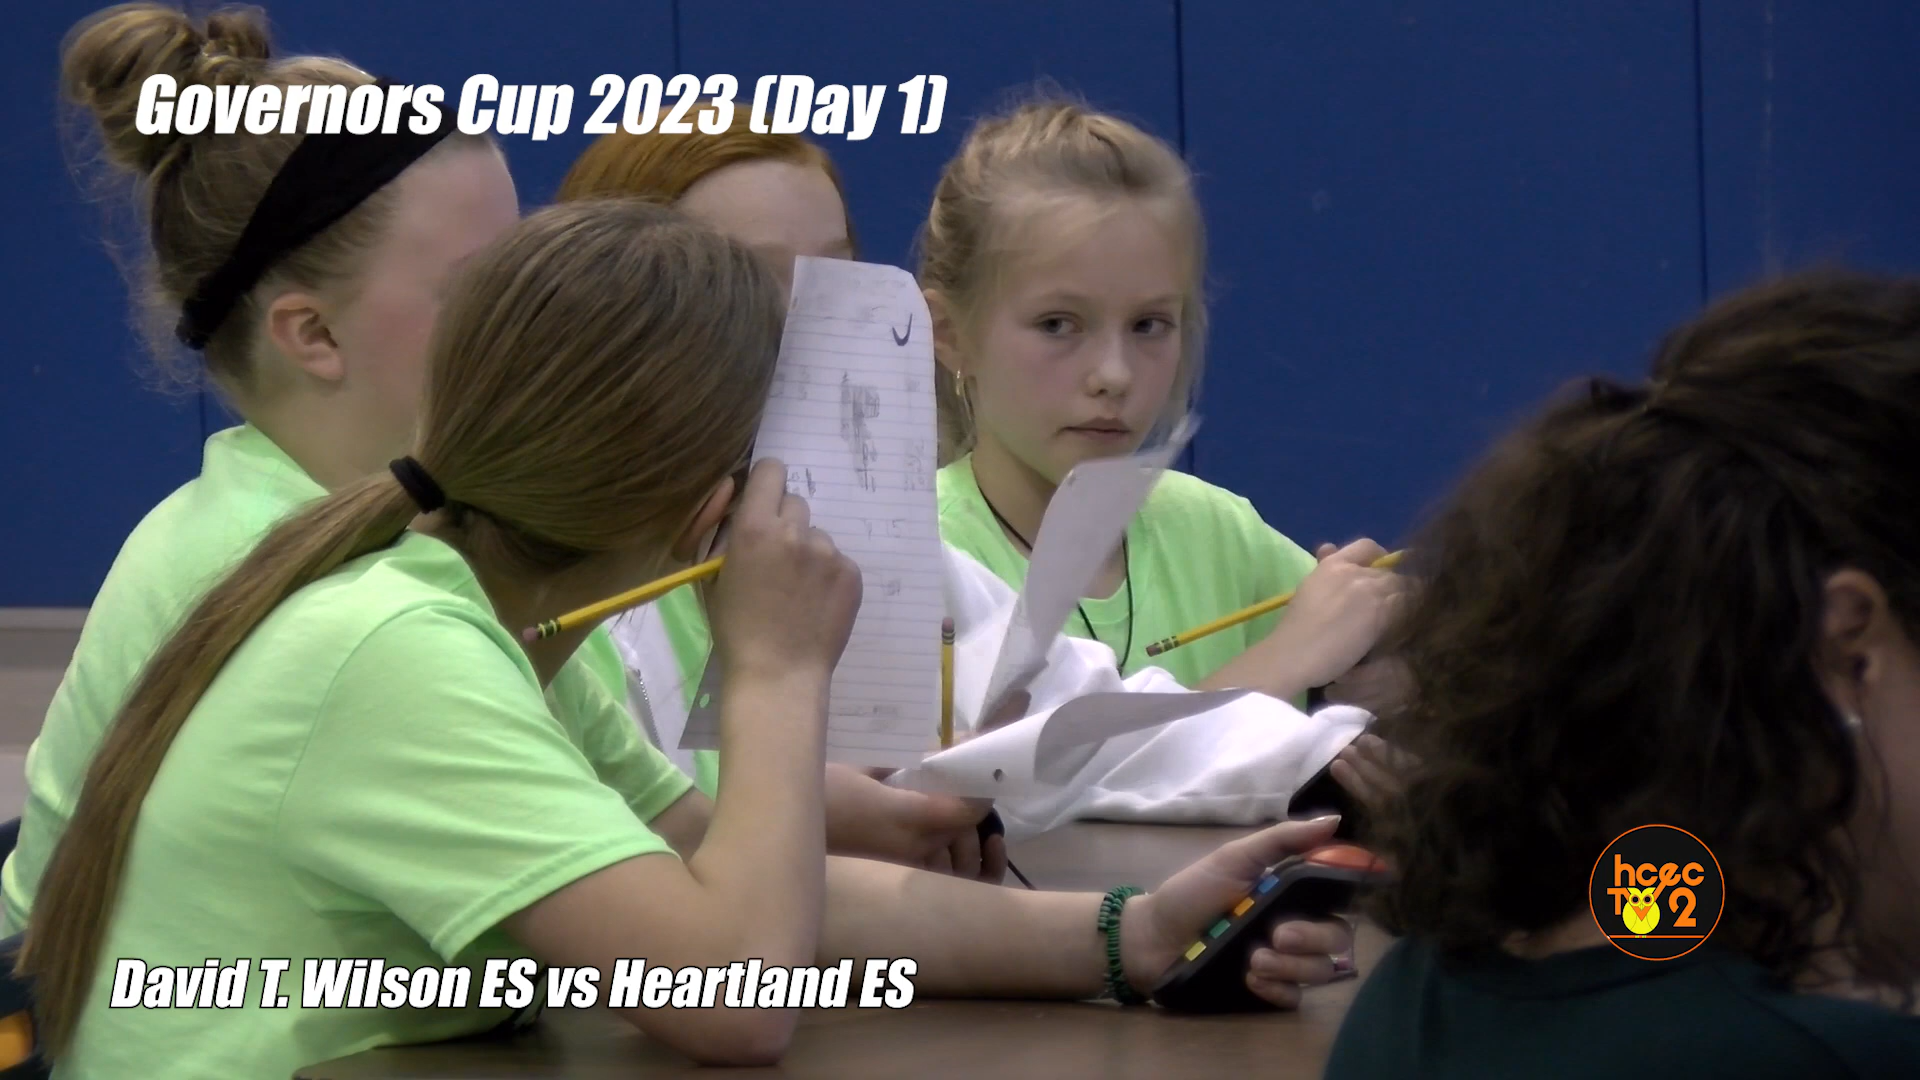 Governors Cup 2023 (Day 1)
hcec
TV 2
David T. Wilson ES vs Heartland ES